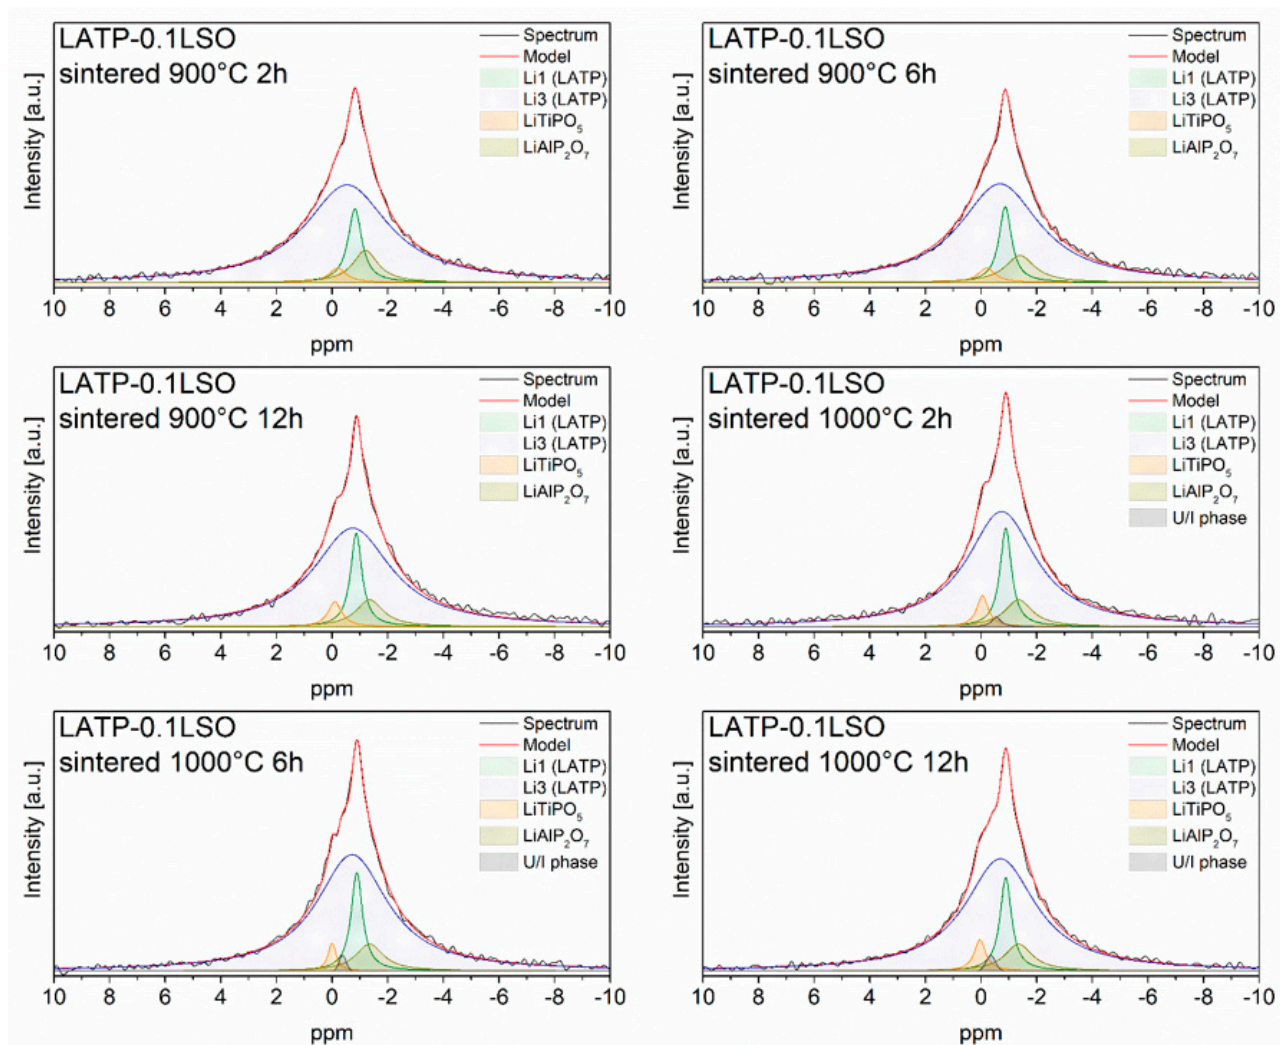 LATP-0.1LSO
sintered 900°C 2h
Spectrum
Model
Li1 (LATP)
Li3 (LATP)
LiTiPO₅
LiAlP₂O₇
Intensity [a.u.]
10 8 6 4 2 0 -2 -4 -6 -8 -10
ppm
LATP-0.1LSO
sintered 900°C 6h
Spectrum
Model
Li1 (LATP)
Li3 (LATP)
LiTiPO₅
LiAlP₂O₇
Intensity [a.u.]
10 8 6 4 2 0 -2 -4 -6 -8 -10
ppm
LATP-0.1LSO
sintered 900°C 12h
Spectrum
Model
Li1 (LATP)
Li3 (LATP)
LiTiPO₅
LiAlP₂O₇
Intensity [a.u.]
10 8 6 4 2 0 -2 -4 -6 -8 -10
ppm
LATP-0.1LSO
sintered 1000°C 2h
Spectrum
Model
Li1 (LATP)
Li3 (LATP)
LiTiPO₅
LiAlP₂O₇
U/I phase
Intensity [a.u.]
10 8 6 4 2 0 -2 -4 -6 -8 -10
ppm
LATP-0.1LSO
sintered 1000°C 6h
Spectrum
Model
Li1 (LATP)
Li3 (LATP)
LiTiPO₅
LiAlP₂O₇
U/I phase
Intensity [a.u.]
10 8 6 4 2 0 -2 -4 -6 -8 -10
ppm
LATP-0.1LSO
sintered 1000°C 12h
Spectrum
Model
Li1 (LATP)
Li3 (LATP)
LiTiPO₅
LiAlP₂O₇
U/I phase
Intensity [a.u.]
10 8 6 4 2 0 -2 -4 -6 -8 -10
ppm